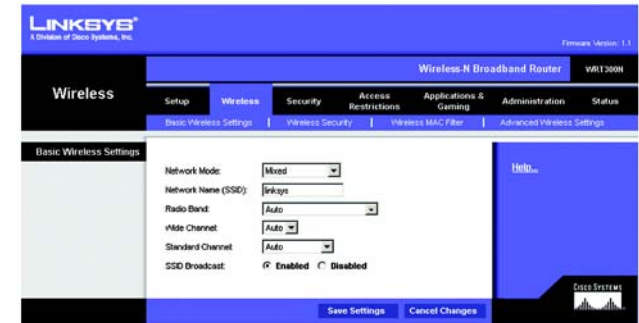 LINKSYS®
A Division of Cisco Systems, Inc.
Firmware Version: 1.1
Wireless-N Broadband Router WRT300N
Wireless
Setup Wireless Security Access Restrictions Applications & Gaming Administration Status
Basic Wireless Settings | Wireless Security | Wireless MAC Filter | Advanced Wireless Settings
Basic Wireless Settings
Network Mode: Mixed
Network Name (SSID): linksys
Radio Band: Auto
Wide Channel: Auto
Standard Channel: Auto
SSID Broadcast: Enabled Disabled
Help...
Save Settings Cancel Changes
CISCO SYSTEMS